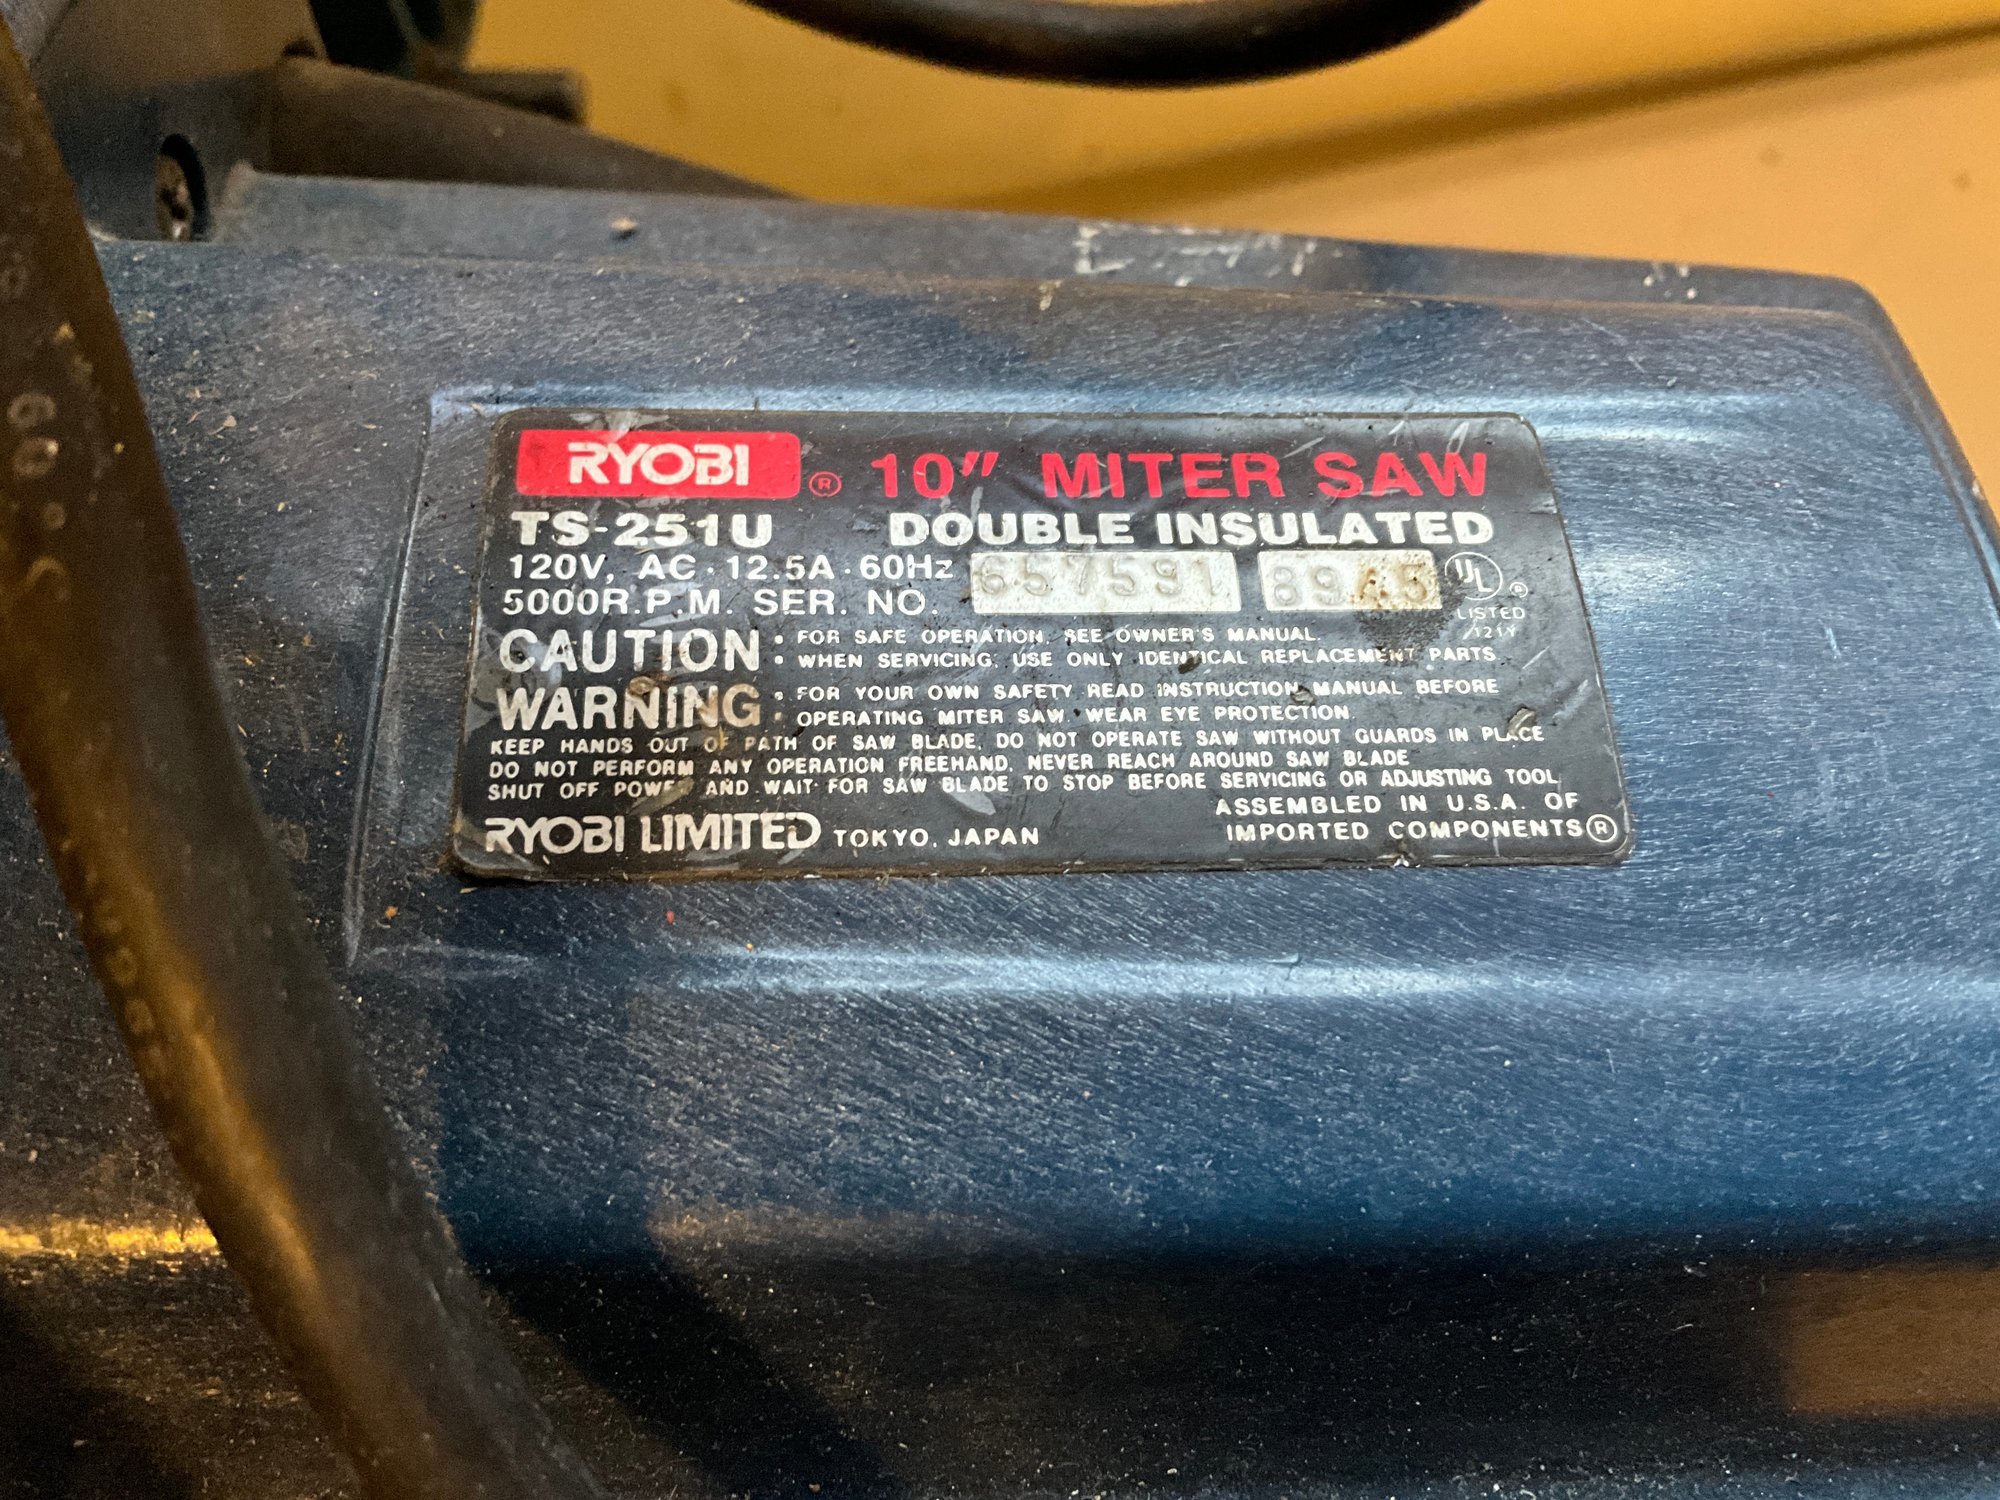 RYOBI ® 10" MITER SAW
TS-251U DOUBLE INSULATED
120V, AC · 12.5A · 60Hz
5000R.P.M. SER. NO. 657591 89A5
UL ®
LISTED
121Y
CAUTION · FOR SAFE OPERATION, SEE OWNER'S MANUAL.
· WHEN SERVICING, USE ONLY IDENTICAL REPLACEMENT PARTS
WARNING · FOR YOUR OWN SAFETY READ INSTRUCTION MANUAL BEFORE
· OPERATING MITER SAW. WEAR EYE PROTECTION.
KEEP HANDS OUT OF PATH OF SAW BLADE, DO NOT OPERATE SAW WITHOUT GUARDS IN PLACE
DO NOT PERFORM ANY OPERATION FREEHAND, NEVER REACH AROUND SAW BLADE
SHUT OFF POWER AND WAIT FOR SAW BLADE TO STOP BEFORE SERVICING OR ADJUSTING TOOL
ASSEMBLED IN U.S.A. OF
IMPORTED COMPONENTS ®
RYOBI LIMITED TOKYO, JAPAN